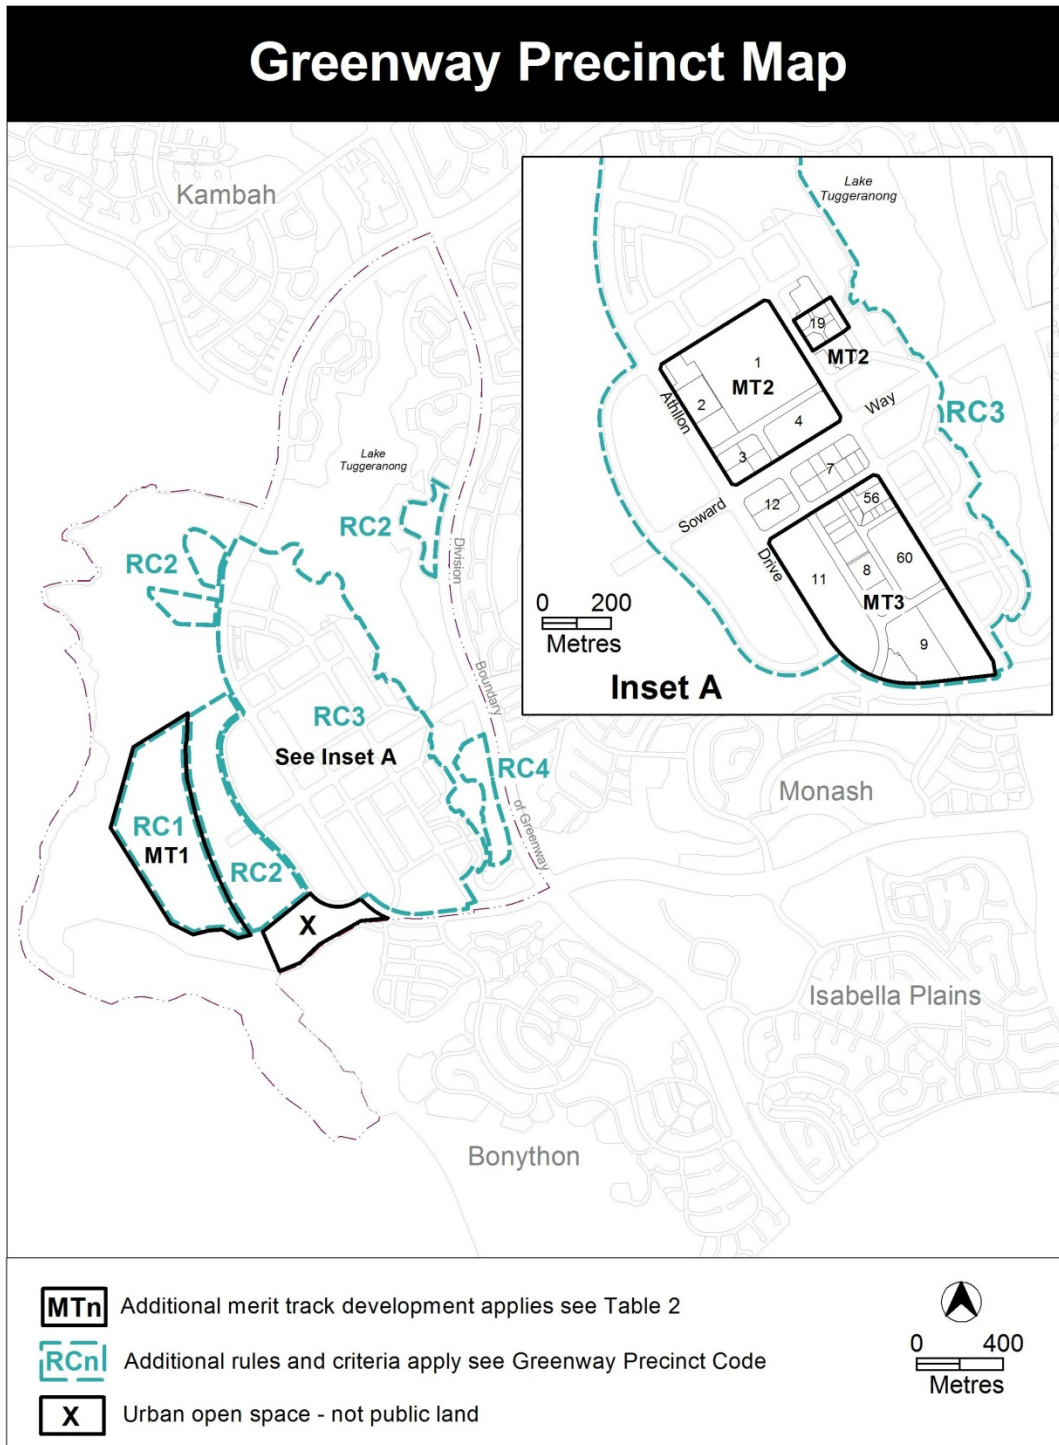 Greenway Precinct Map
Kambah
Lake
Tuggeranong
1
19
MT2
MT2
2
Athllon
4
Way
RC3
3
7
12
Soward
56
Drive
11
8
60
MT3
9
0 200
Metres
Inset A
Lake
Tuggeranong
RC2
RC2
Division
Boundary
of Greenway
RC3
See Inset A
RC4
Monash
RC1
MT1
RC2
X
Isabella Plains
Bonython
MTn Additional merit track development applies see Table 2
RCn Additional rules and criteria apply see Greenway Precinct Code
X Urban open space - not public land
0 400
Metres